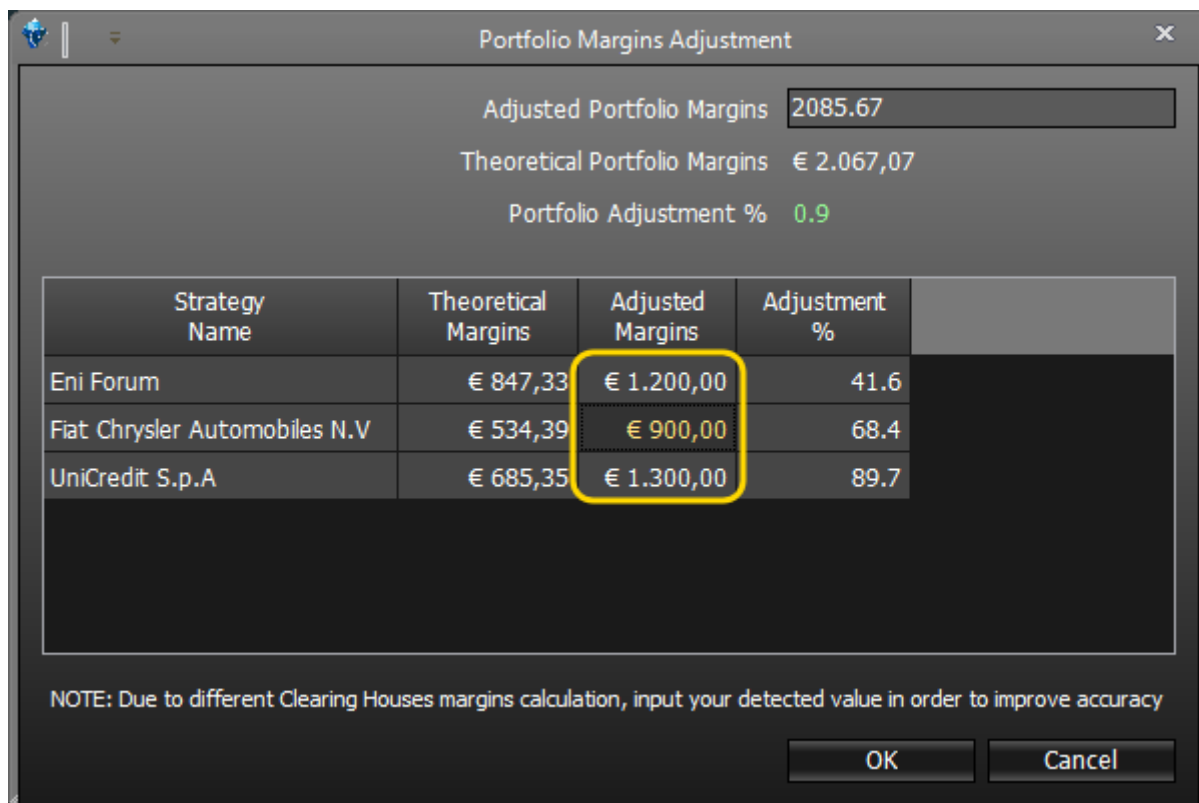 Portfolio Margins Adjustment
Adjusted Portfolio Margins 2085.67
Theoretical Portfolio Margins € 2.067,07
Portfolio Adjustment % 0.9
Strategy Name Theoretical Margins Adjusted Margins Adjustment %
Eni Forum € 847,33 € 1.200,00 41.6
Fiat Chrysler Automobiles N.V € 534,39 € 900,00 68.4
UniCredit S.p.A € 685,35 € 1.300,00 89.7
NOTE: Due to different Clearing Houses margins calculation, input your detected value in order to improve accuracy
OK Cancel